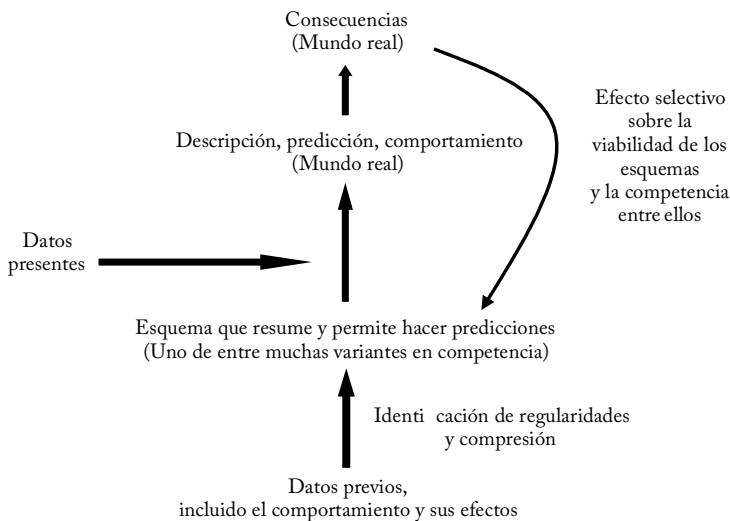 Consecuencias
(Mundo real)
Efecto selectivo
sobre la
viabilidad de los
esquemas
y la competencia
entre ellos
Descripción, predicción, comportamiento
(Mundo real)
Datos
presentes
Esquema que resume y permite hacer predicciones
(Uno de entre muchas variantes en competencia)
Identi cación de regularidades
y compresión
Datos previos,
incluido el comportamiento y sus efectos